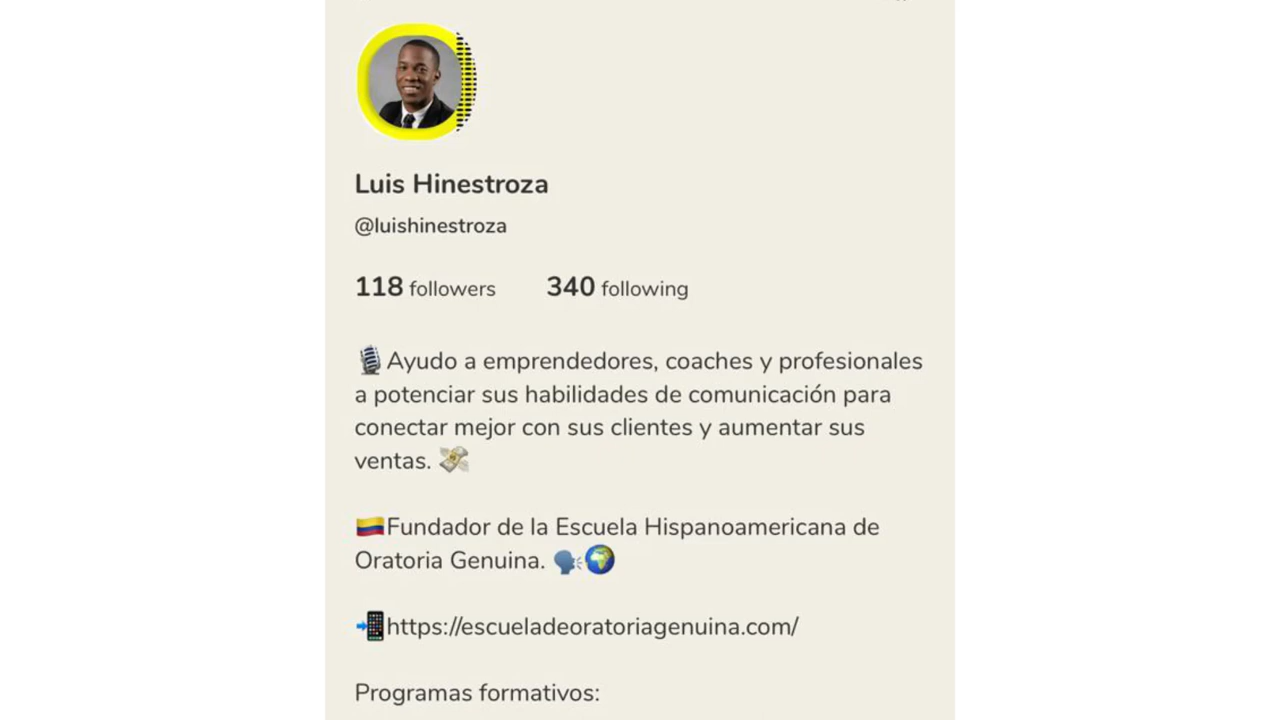 Luis Hinestroza
@luishinestroza
118 followers 340 following
🎙️Ayudo a emprendedores, coaches y profesionales
a potenciar sus habilidades de comunicación para
conectar mejor con sus clientes y aumentar sus
ventas. 💸
🇨🇴Fundador de la Escuela Hispanoamericana de
Oratoria Genuina. 🗣️🌍
📲https://escueladeoratoriagenuina.com/
Programas formativos: